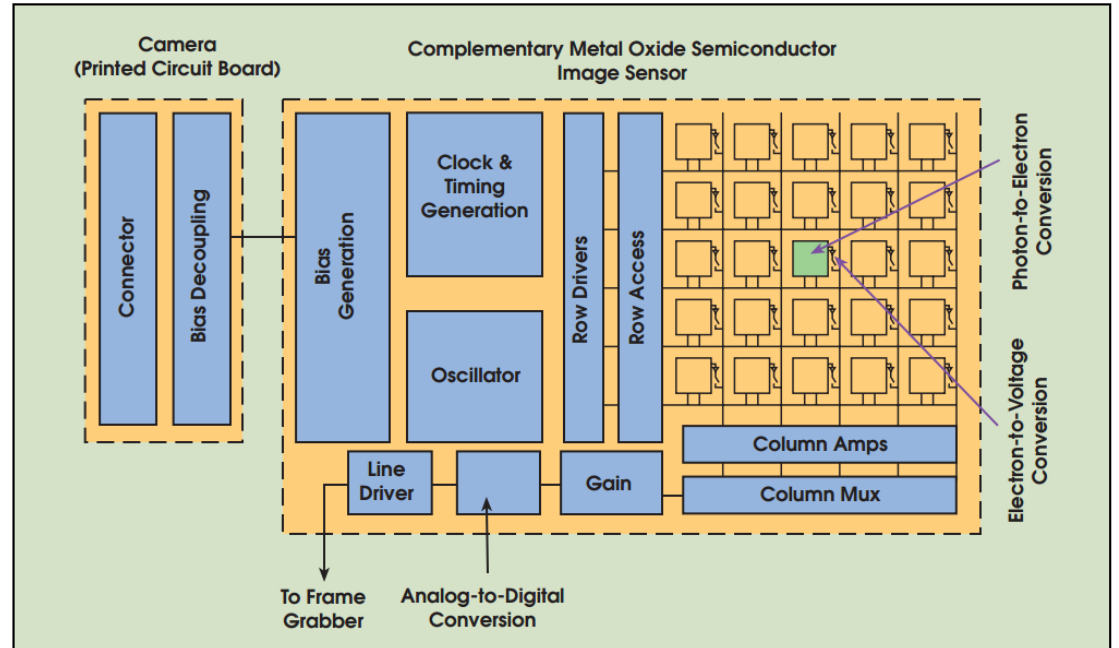 Camera
(Printed Circuit Board)
Complementary Metal Oxide Semiconductor
Image Sensor
Connector
Bias Decoupling
Bias
Generation
Clock &
Timing
Generation
Oscillator
Row Drivers
Row Access
Photon-to-Electron
Conversion
Electron-to-Voltage
Conversion
Column Amps
Column Mux
Line
Driver
Gain
To Frame
Grabber
Analog-to-Digital
Conversion